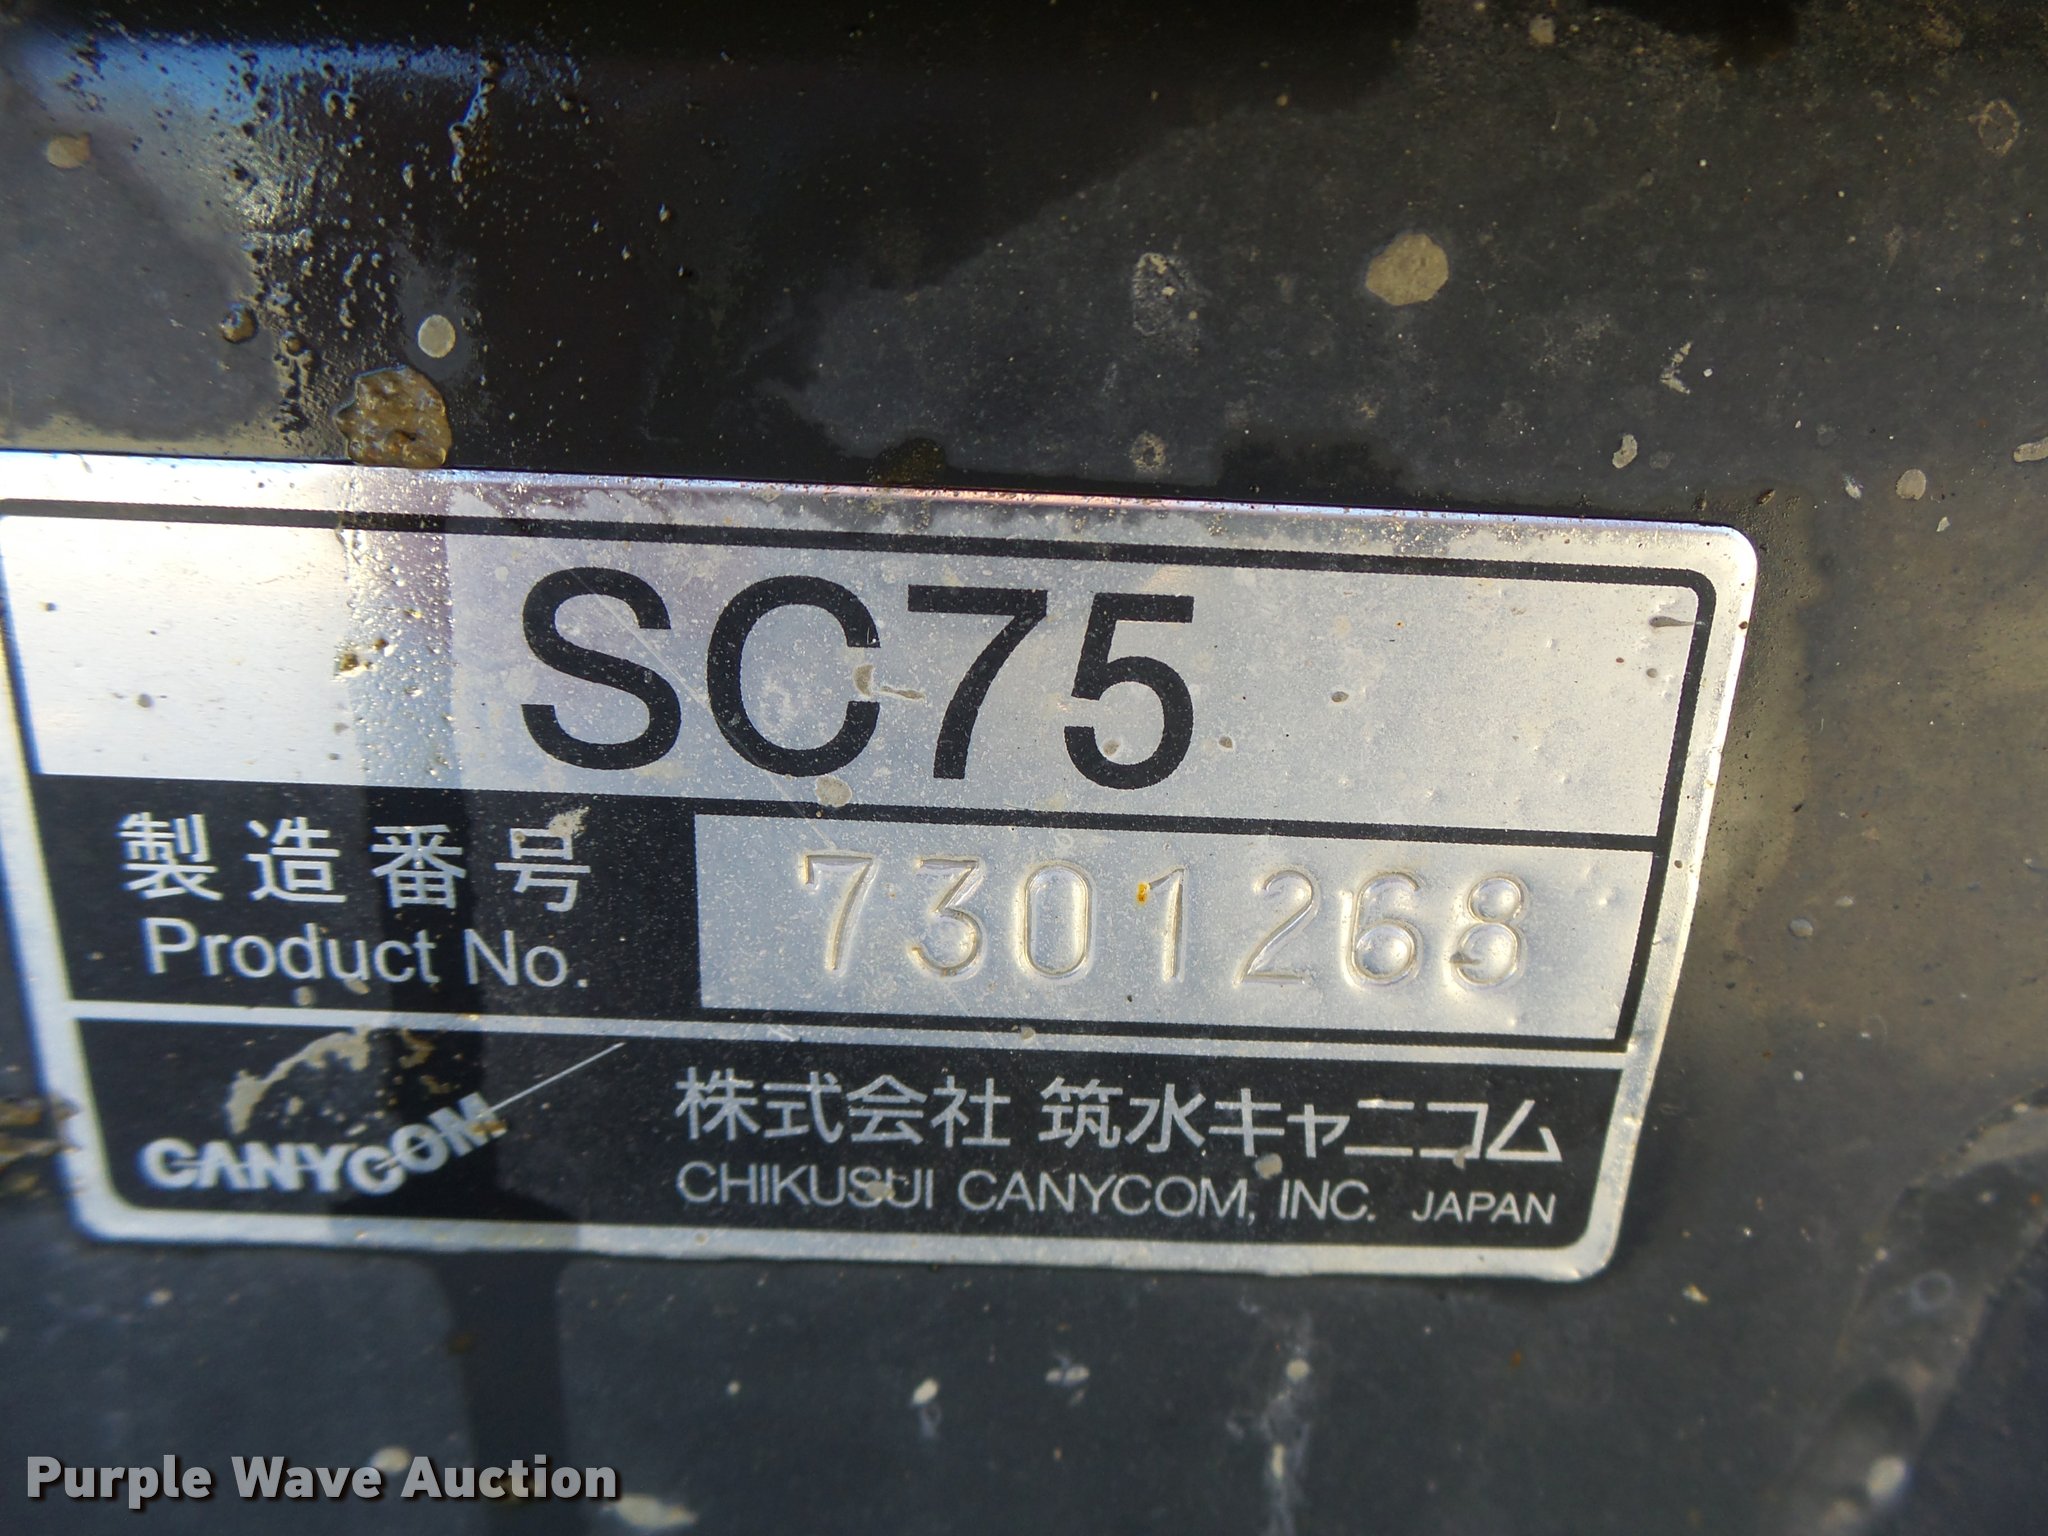 SC75
製造番号
Product No.
7301268
CANYCOM
株式会社 筑水キャニコム
CHIKUSUI CANYCOM, INC. JAPAN
Purple Wave Auction